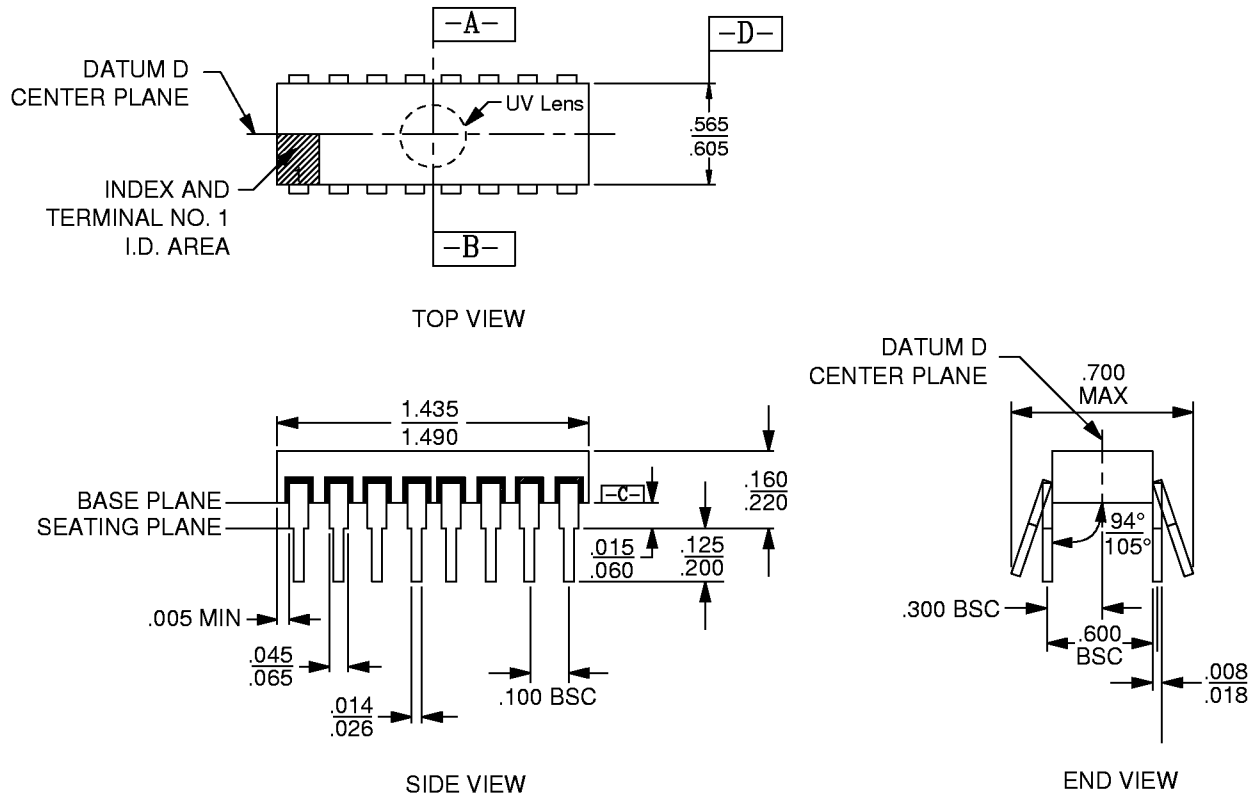 -A-
-D-
DATUM D
CENTER PLANE
UV Lens
.565
.605
1
INDEX AND
TERMINAL NO. 1
I.D. AREA
-B-
TOP VIEW
DATUM D
CENTER PLANE
.700
MAX
1.435
1.490
BASE PLANE
SEATING PLANE
-C-
.160
.220
.015
.060
.125
.200
94°
105°
.005 MIN
.045
.065
.014
.026
.100 BSC
.300 BSC
.600
BSC
.008
.018
SIDE VIEW
END VIEW